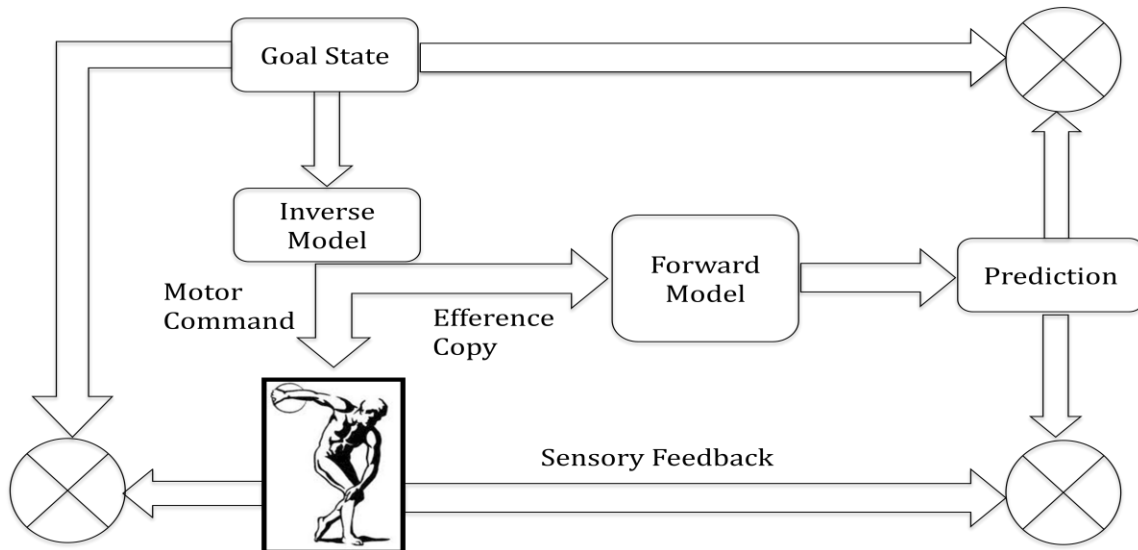 Goal State
Inverse
Model
Motor
Command
Efference
Copy
Forward
Model
Prediction
Sensory Feedback